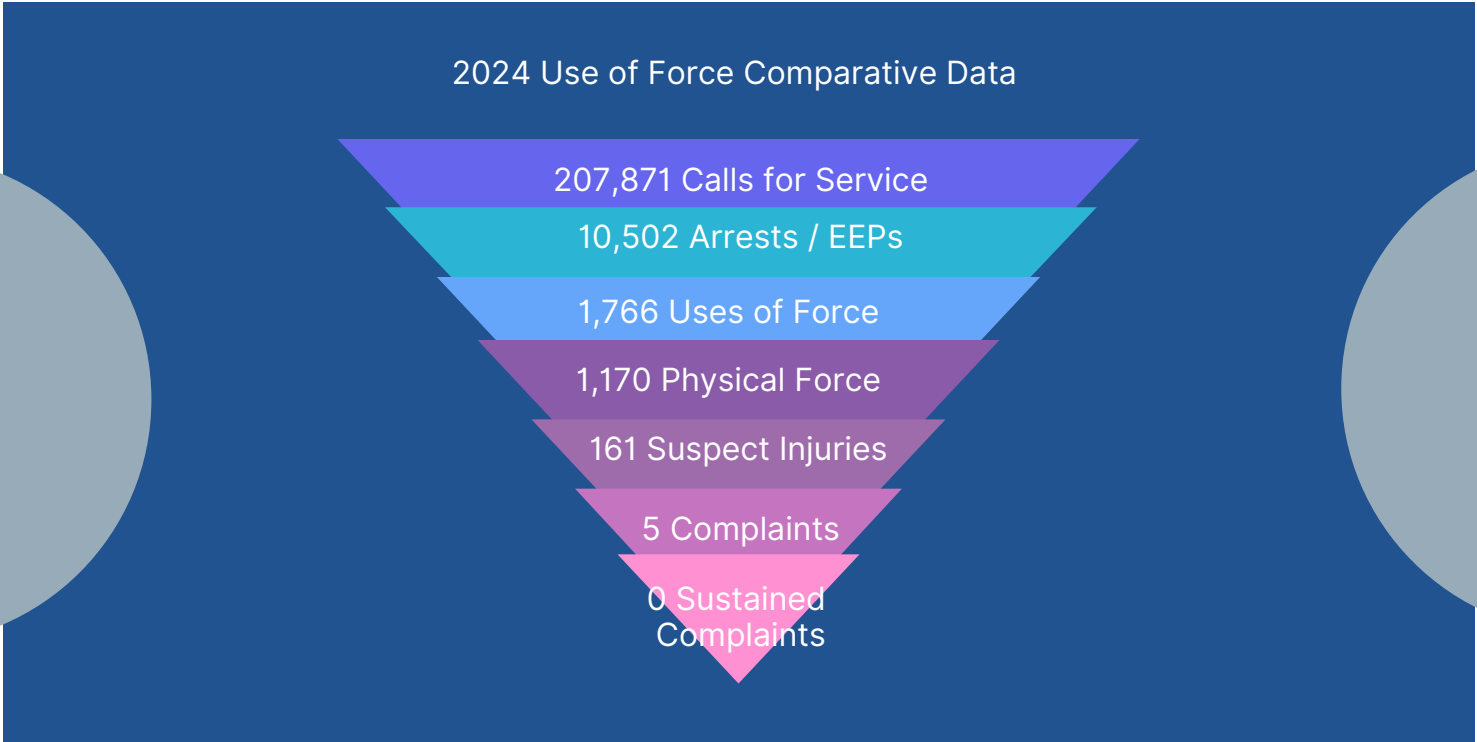 2024 Use of Force Comparative Data
207,871 Calls for Service
10,502 Arrests / EEPs
1,766 Uses of Force
1,170 Physical Force
161 Suspect Injuries
5 Complaints
0 Sustained
Complaints